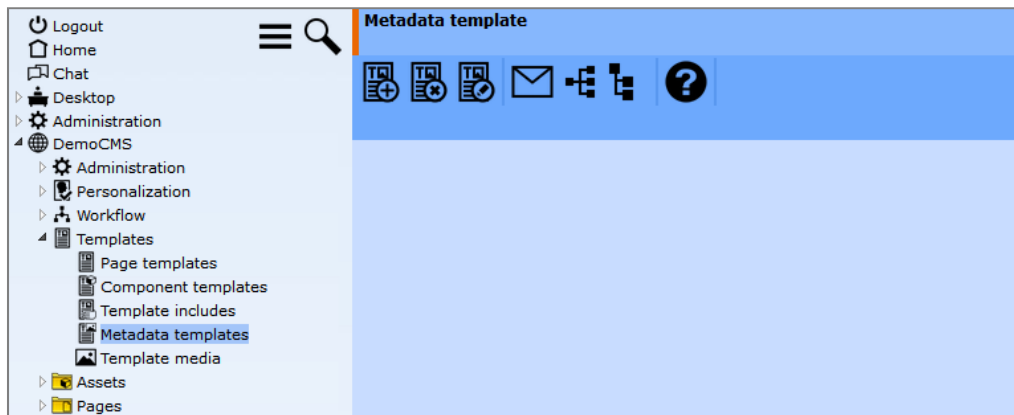 Logout
Home
Chat
Desktop
Administration
DemoCMS
Administration
Personalization
Workflow
Templates
Page templates
Component templates
Template includes
Metadata templates
Template media
Assets
Pages
Metadata template
?